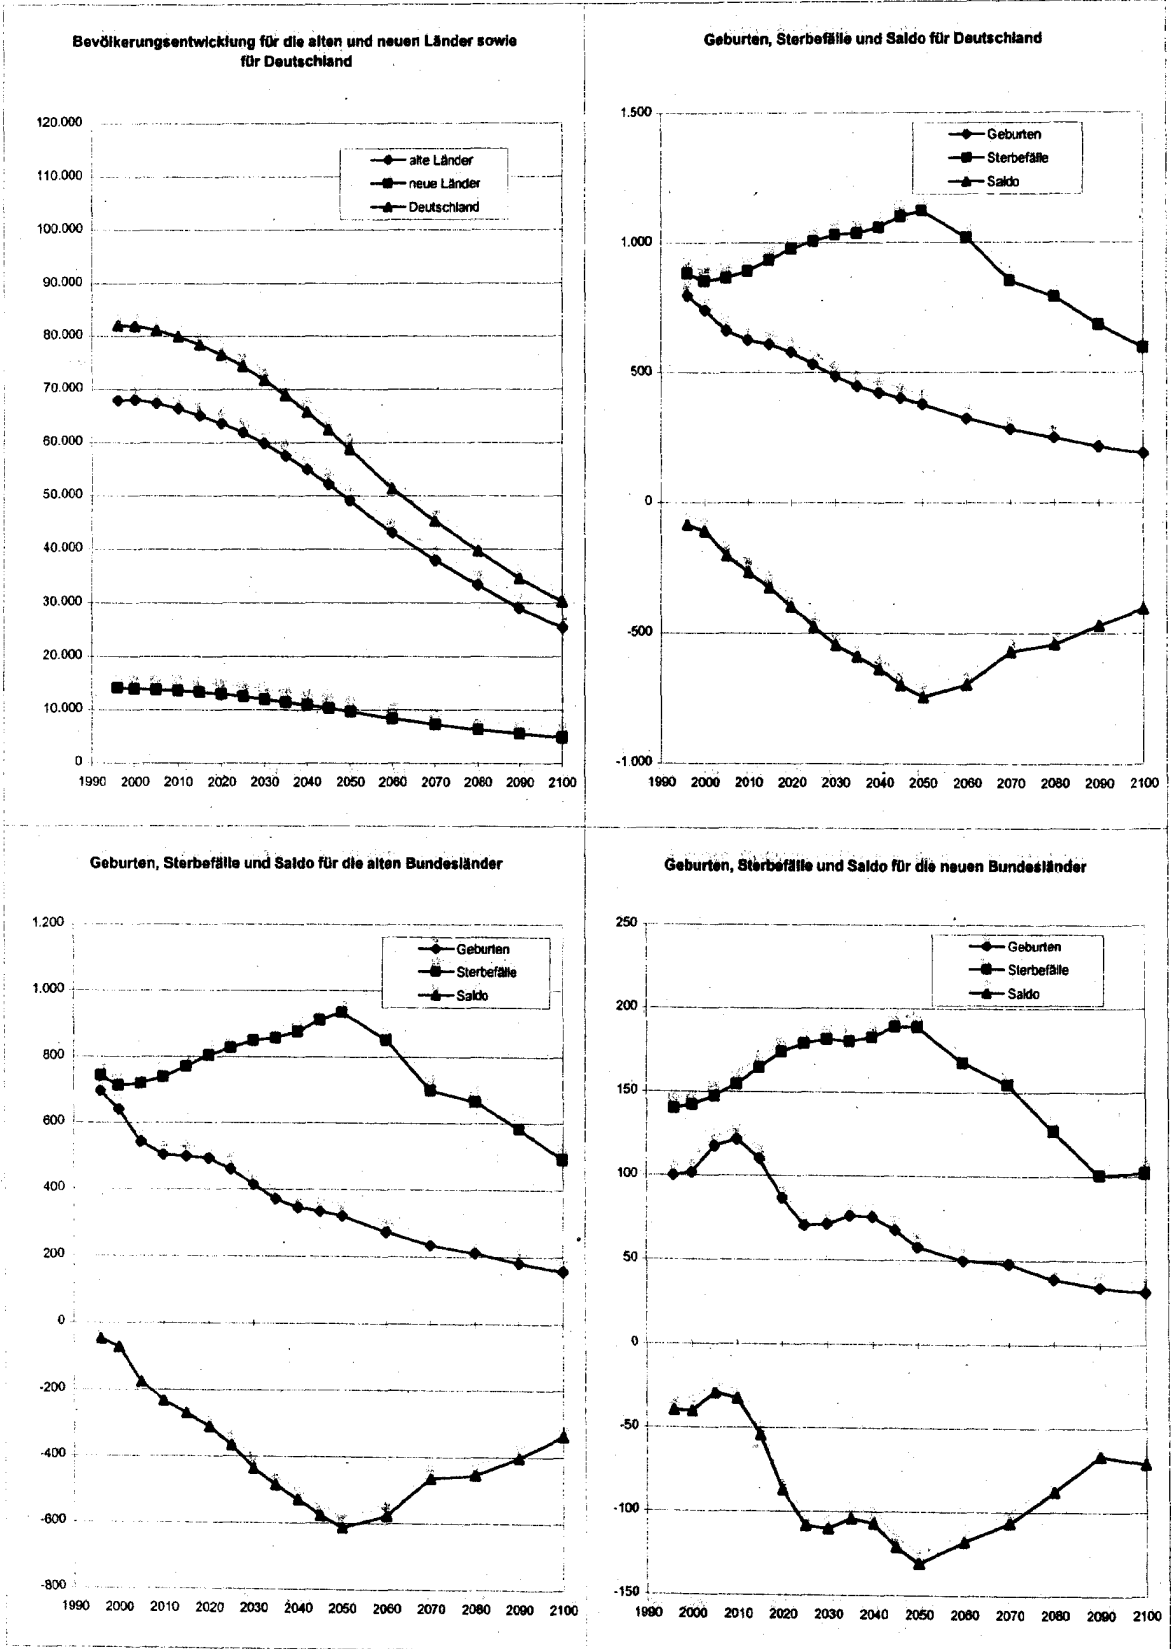 Bevölkerungsentwicklung für die alten und neuen Länder sowie
für Deutschland
120.000
110.000
100.000
90.000
80.000
70.000
60.000
50.000
40.000
30.000
20.000
10.000
0
alte Länder
neue Länder
Deutschland
1990 2000 2010 2020 2030 2040 2050 2060 2070 2080 2090 2100
Geburten, Sterbefälle und Saldo für Deutschland
1.500
1.000
500
0
-500
-1.000
Geburten
Sterbefälle
Saldo
1990 2000 2010 2020 2030 2040 2050 2060 2070 2080 2090 2100
Geburten, Sterbefälle und Saldo für die alten Bundesländer
1.200
1.000
800
600
400
200
0
-200
-400
-600
-800
Geburten
Sterbefälle
Saldo
1990 2000 2010 2020 2030 2040 2050 2060 2070 2080 2090 2100
Geburten, Sterbefälle und Saldo für die neuen Bundesländer
250
200
150
100
50
0
-50
-100
-150
Geburten
Sterbefälle
Saldo
1990 2000 2010 2020 2030 2040 2050 2060 2070 2080 2090 2100